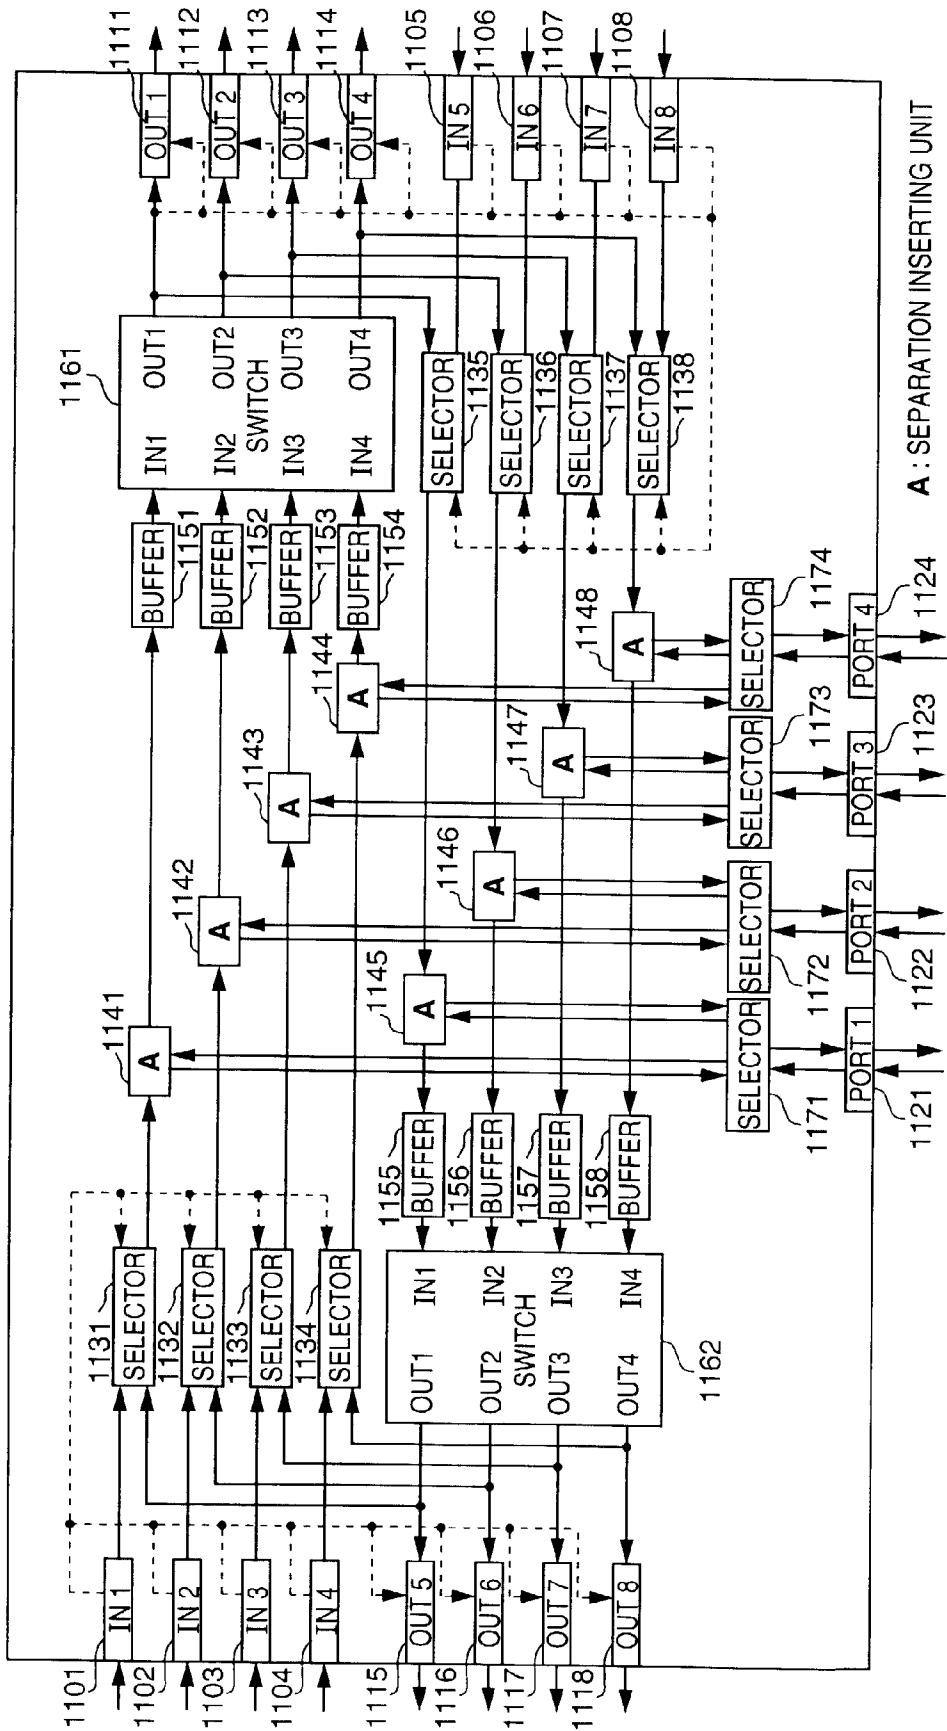 1101
IN 1
1102
IN 2
1103
IN 3
1104
IN 4
1115
OUT 5
1116
OUT 6
1117
OUT 7
1118
OUT 8
1131
SELECTOR
1132
SELECTOR
1133
SELECTOR
1134
SELECTOR
OUT1 IN1
OUT2 IN2
SWITCH
OUT3 IN3
OUT4 IN4
1162
1155
BUFFER
1156
BUFFER
1157
BUFFER
1158
BUFFER
1141
A
1142
A
1143
A
1144
A
1145
A
1146
A
1147
A
1148
A
BUFFER
1151
BUFFER
1152
BUFFER
1153
BUFFER
1154
1161
IN1 OUT1
IN2 OUT2
SWITCH
IN3 OUT3
IN4 OUT4
SELECTOR
1135
SELECTOR
1136
SELECTOR
1137
SELECTOR
1138
1111
OUT 1
1112
OUT 2
1113
OUT 3
1114
OUT 4
1105
IN 5
1106
IN 6
1107
IN 7
1108
IN 8
SELECTOR
1171
SELECTOR
1172
SELECTOR
1173
SELECTOR
1174
PORT 1
1121
PORT 2
1122
PORT 3
1123
PORT 4
1124
A : SEPARATION INSERTING UNIT